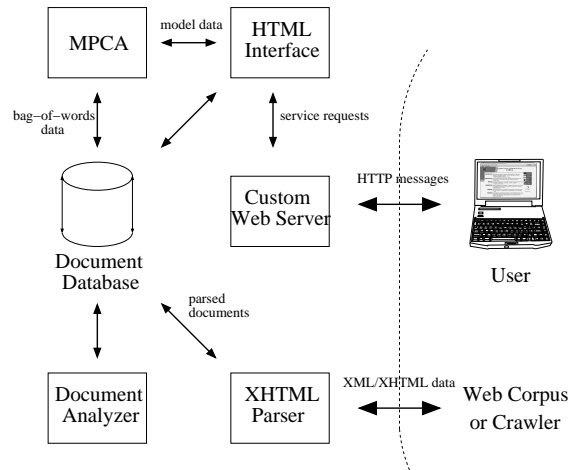 model data
MPCA
HTML
Interface
bag-of-words
data
service requests
HTTP messages
Custom
Web Server
Document
Database
User
parsed
documents
Document
Analyzer
XHTML
Parser
XML/XHTML data
Web Corpus
or Crawler